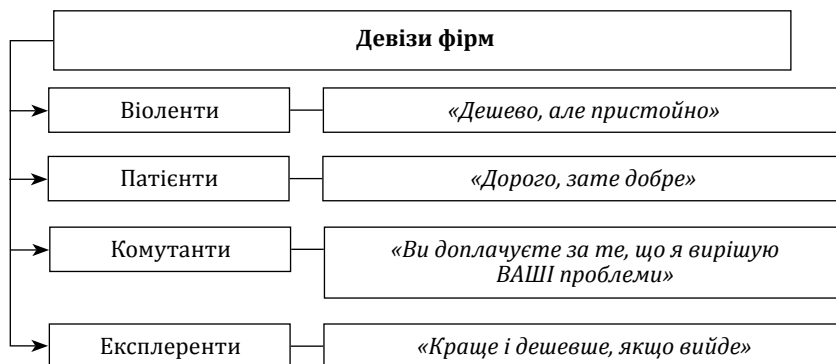 Девізи фірм
Віоленти
«Дешево, але пристойно»
Патієнти
«Дорого, зате добре»
Комутанти
«Ви доплачуєте за те, що я вирішую
ВАШІ проблеми»
Експлеренти
«Краще і дешевше, якщо вийде»